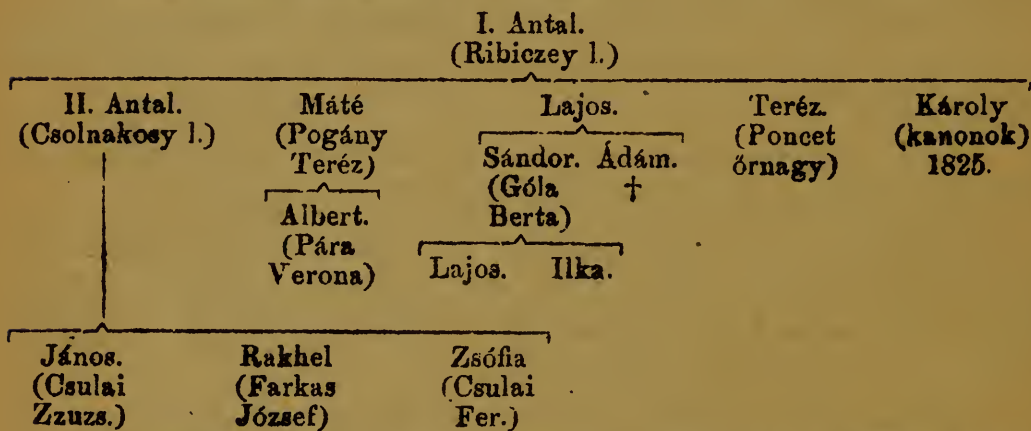 I. Antal.
(Ribiczey l.)
II. Antal. Máté Lajos. Teréz. Károly
(Csolnakosy l.) (Pogány (Poncet (kanonok)
Teréz) Sándor. Ádám. őrnagy) 1825.
(Góla †
Albert. Berta)
(Pára
Verona) Lajos. Ilka.
János. Rakhel Zsófia
(Csulai (Farkas (Csulai
Zzuzs.) József) Fer.)